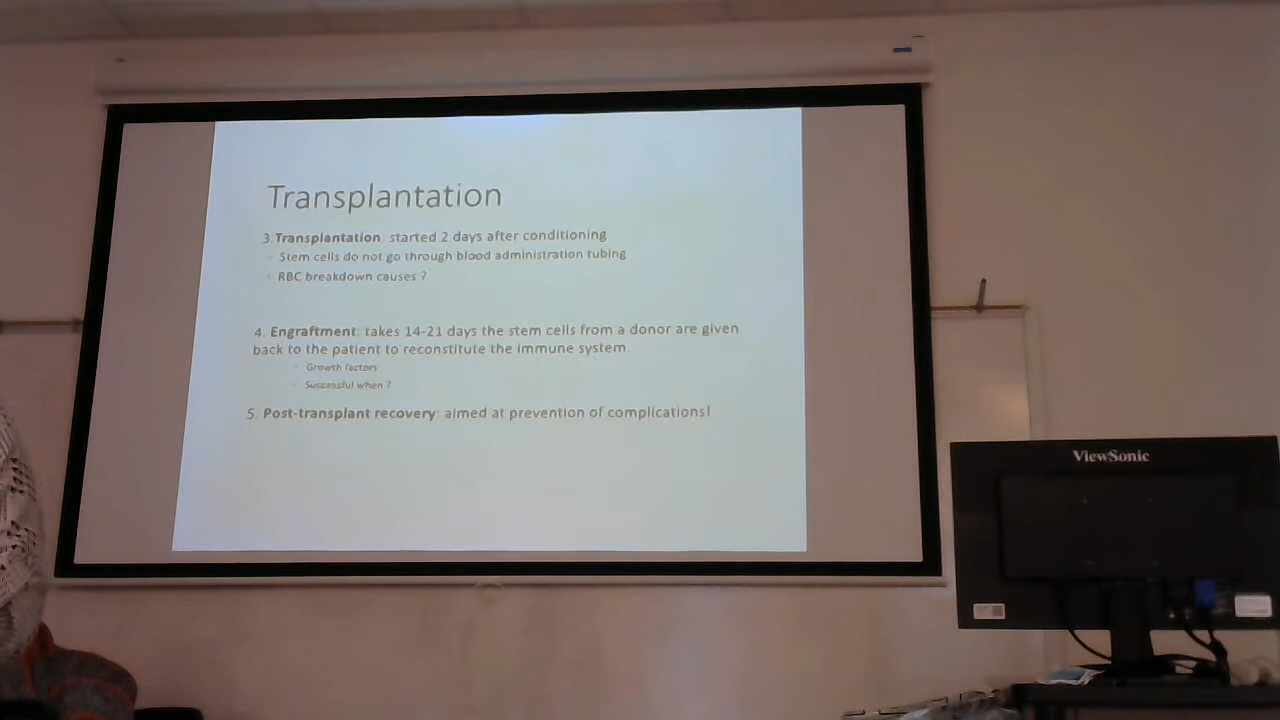 Transplantation
3. Transplantation: started 2 days after conditioning
Stem cells do not go through blood administration tubing
RBC breakdown causes ?
4. Engraftment: takes 14-21 days the stem cells from a donor are given
back to the patient to reconstitute the immune system.
Growth factors
Successful when ?
5. Post-transplant recovery: aimed at prevention of complications!
ViewSonic